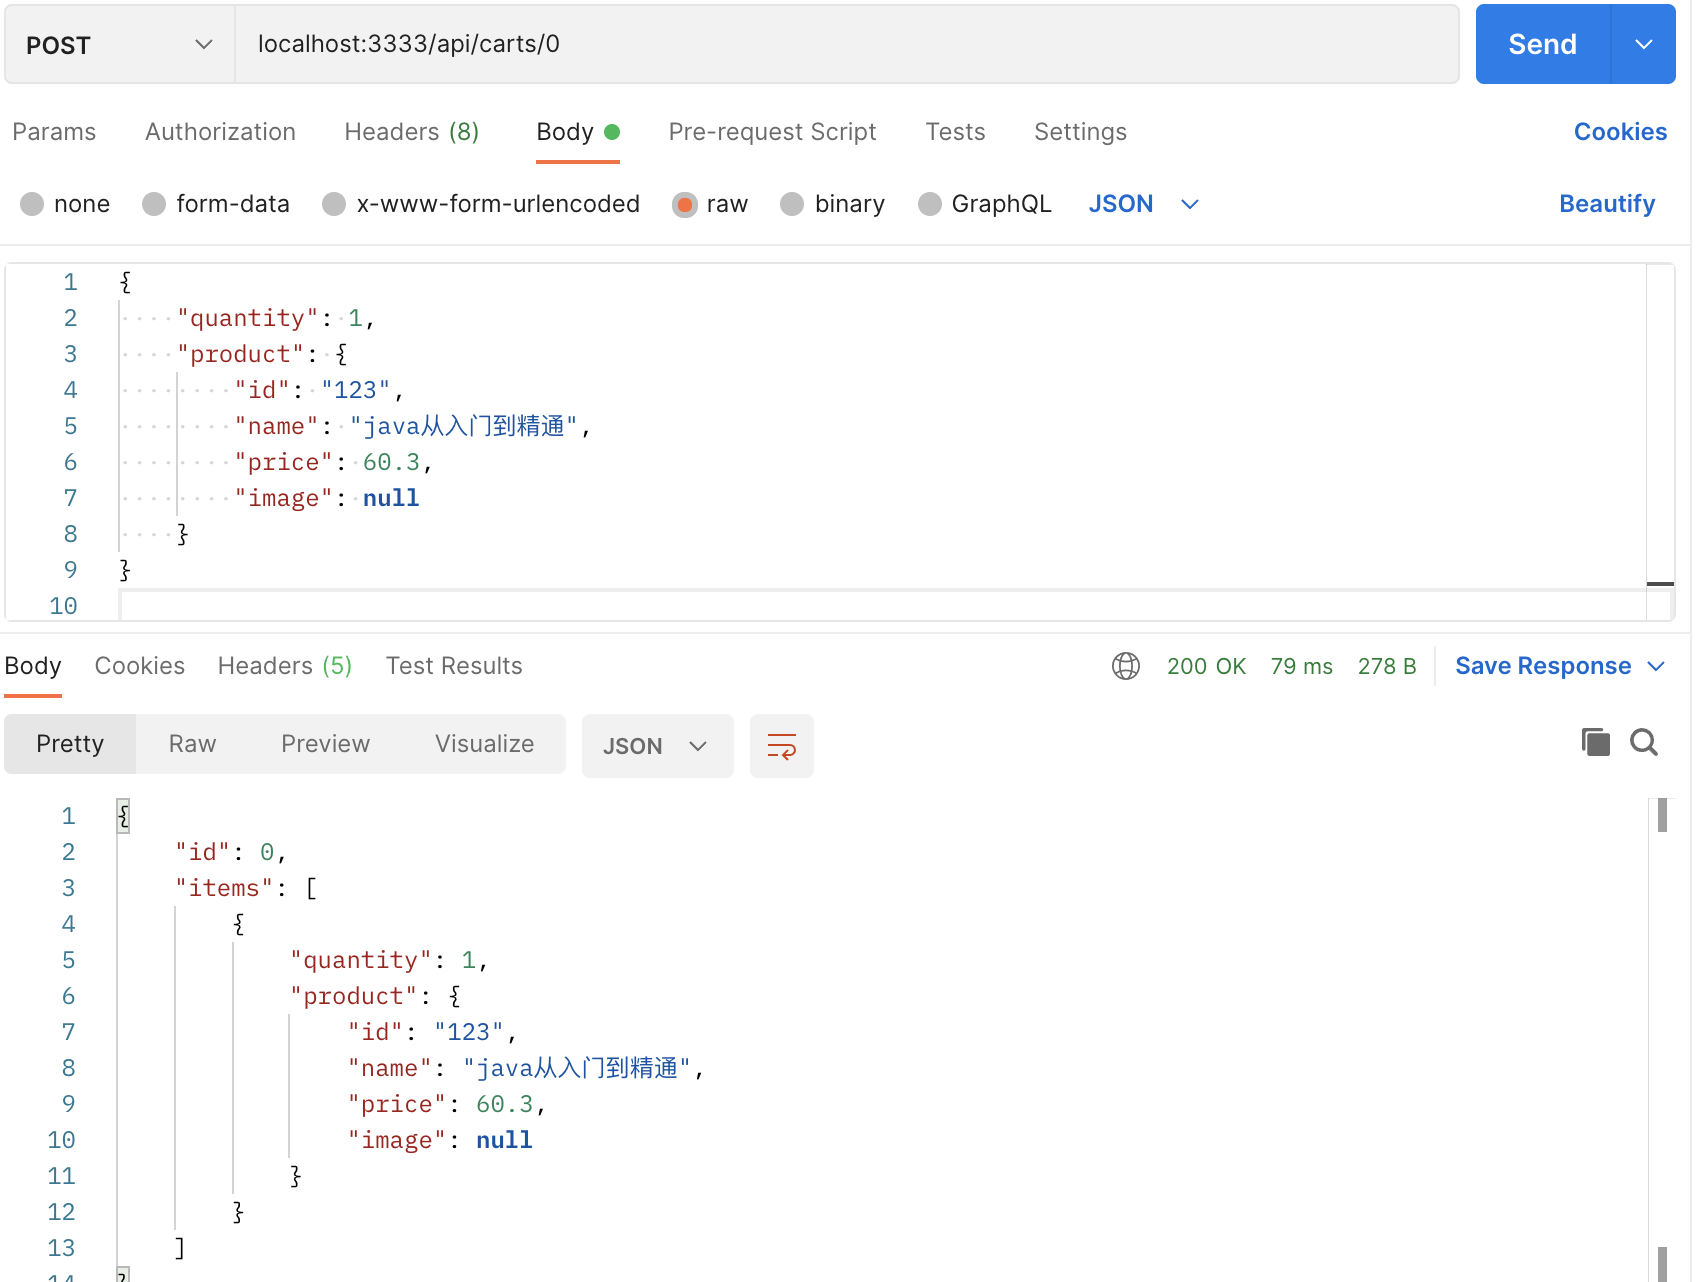 POST localhost:3333/api/carts/0 Send
Params Authorization Headers (8) Body Pre-request Script Tests Settings Cookies
none form-data x-www-form-urlencoded raw binary GraphQL JSON Beautify
1 {
2 "quantity": 1,
3 "product": {
4 "id": "123",
5 "name": "java从入门到精通",
6 "price": 60.3,
7 "image": null
8 }
9 }
10
Body Cookies Headers (5) Test Results 200 OK 79 ms 278 B Save Response
Pretty Raw Preview Visualize JSON
1 {
2 "id": 0,
3 "items": [
4 {
5 "quantity": 1,
6 "product": {
7 "id": "123",
8 "name": "java从入门到精通",
9 "price": 60.3,
10 "image": null
11 }
12 }
13 ]
14 }